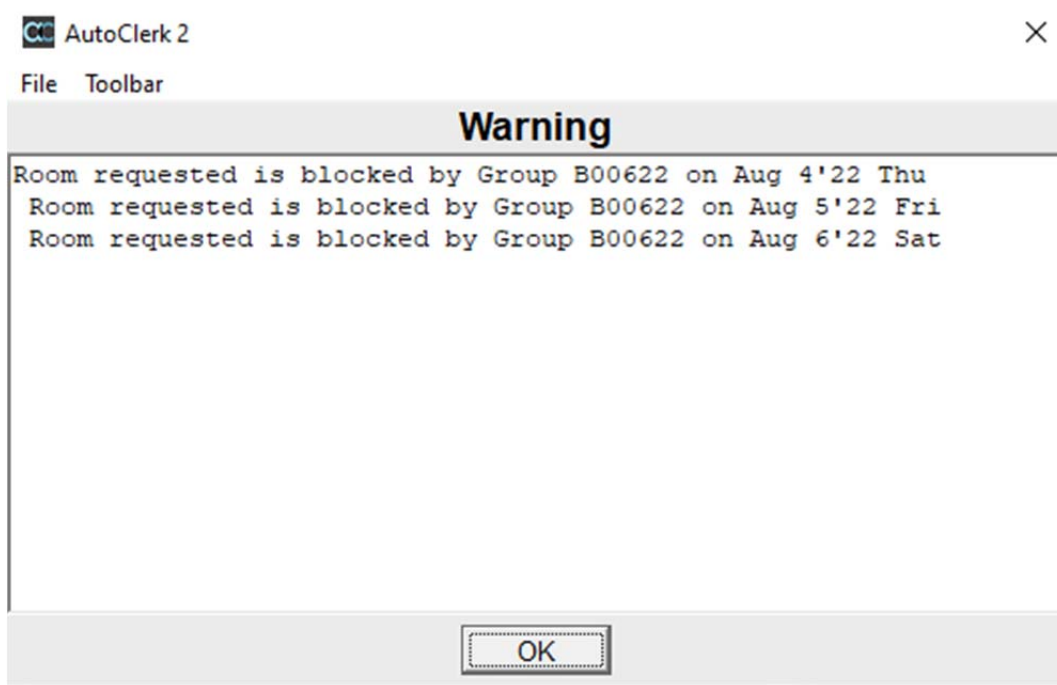 AutoClerk 2
File Toolbar
Warning
Room requested is blocked by Group B00622 on Aug 4'22 Thu
Room requested is blocked by Group B00622 on Aug 5'22 Fri
Room requested is blocked by Group B00622 on Aug 6'22 Sat
OK